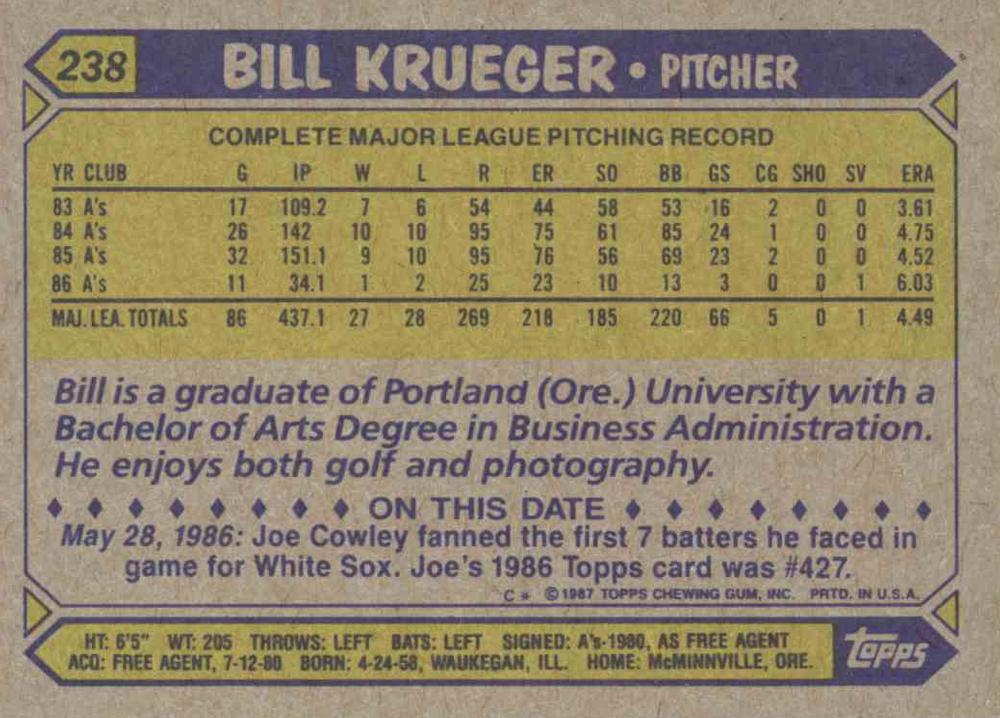 238 BILL KRUEGER • PITCHER
COMPLETE MAJOR LEAGUE PITCHING RECORD
YR CLUB G IP W L R ER SO BB GS CG SHO SV ERA
83 A's 17 109.2 7 6 54 44 58 53 16 2 0 0 3.61
84 A's 26 142 10 10 95 75 61 85 24 1 0 0 4.75
85 A's 32 151.1 9 10 95 76 56 69 23 2 0 0 4.52
86 A's 11 34.1 1 2 25 23 10 13 3 0 0 1 6.03
MAJ. LEA. TOTALS 86 437.1 27 28 269 218 185 220 66 5 0 1 4.49
Bill is a graduate of Portland (Ore.) University with a
Bachelor of Arts Degree in Business Administration.
He enjoys both golf and photography.
ON THIS DATE
May 28, 1986: Joe Cowley fanned the first 7 batters he faced in
game for White Sox. Joe's 1986 Topps card was #427.
C * © 1987 TOPPS CHEWING GUM, INC. PRTD. IN U.S.A.
HT: 6'5" WT: 205 THROWS: LEFT BATS: LEFT SIGNED: A's-1980, AS FREE AGENT
ACQ: FREE AGENT, 7-12-80 BORN: 4-24-58, WAUKEGAN, ILL. HOME: McMINNVILLE, ORE.
topps